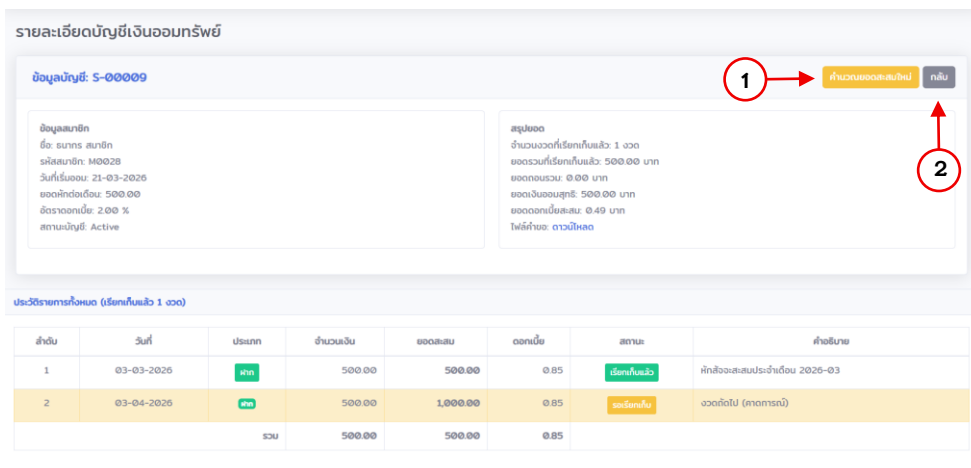 รายละเอียดบัญชีเงินออมทรัพย์
ข้อมูลบัญชี: S-00009
1
คำนวณยอดสะสมใหม่
กลับ
2
ข้อมูลสมาชิก
ชื่อ: ธนากร สมาชิก
รหัสสมาชิก: M0028
วันที่เริ่มออม: 21-03-2026
ยอดหักต่อเดือน: 500.00
อัตราดอกเบี้ย: 2.00 %
สถานะบัญชี: Active
สรุปยอด
จำนวนงวดที่เรียกเก็บแล้ว: 1 งวด
ยอดรวมที่เรียกเก็บแล้ว: 500.00 บาท
ยอดถอนรวม: 0.00 บาท
ยอดเงินออมสุทธิ: 500.00 บาท
ยอดดอกเบี้ยสะสม: 0.49 บาท
ไฟล์คำขอ: ดาวน์โหลด
ประวัติรายการทั้งหมด (เรียกเก็บแล้ว 1 งวด)
ลำดับ วันที่ ประเภท จำนวนเงิน ยอดสะสม ดอกเบี้ย สถานะ คำอธิบาย
1 03-03-2026 ฝาก 500.00 500.00 0.85 เรียกเก็บแล้ว หักสัจจะสะสมประจำเดือน 2026-03
2 03-04-2026 ฝาก 500.00 1,000.00 0.85 รอเรียกเก็บ งวดถัดไป (คาดการณ์)
รวม 500.00 500.00 0.85